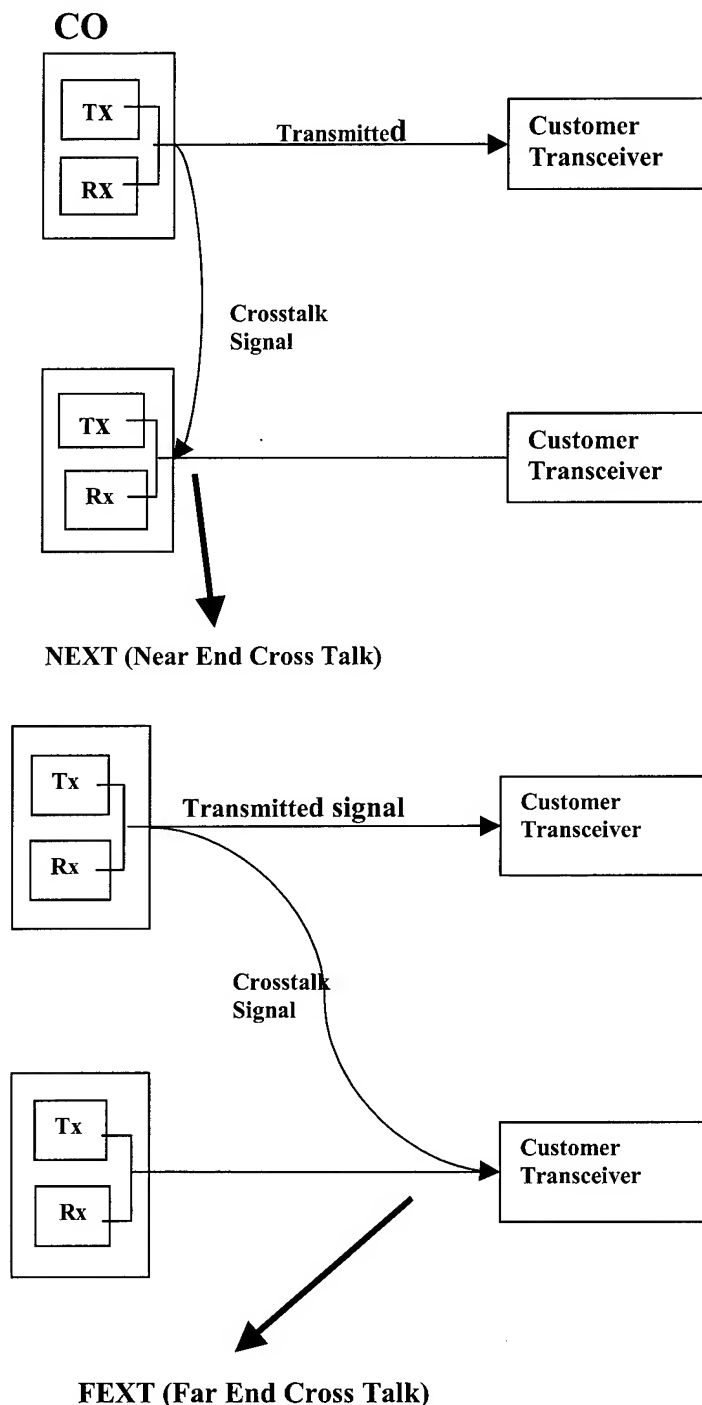 CO
TX
RX
Transmitted
Customer
Transceiver
Crosstalk
Signal
TX
Rx
Customer
Transceiver
NEXT (Near End Cross Talk)
Tx
Rx
Transmitted signal
Customer
Transceiver
Crosstalk
Signal
Tx
Rx
Customer
Transceiver
FEXT (Far End Cross Talk)